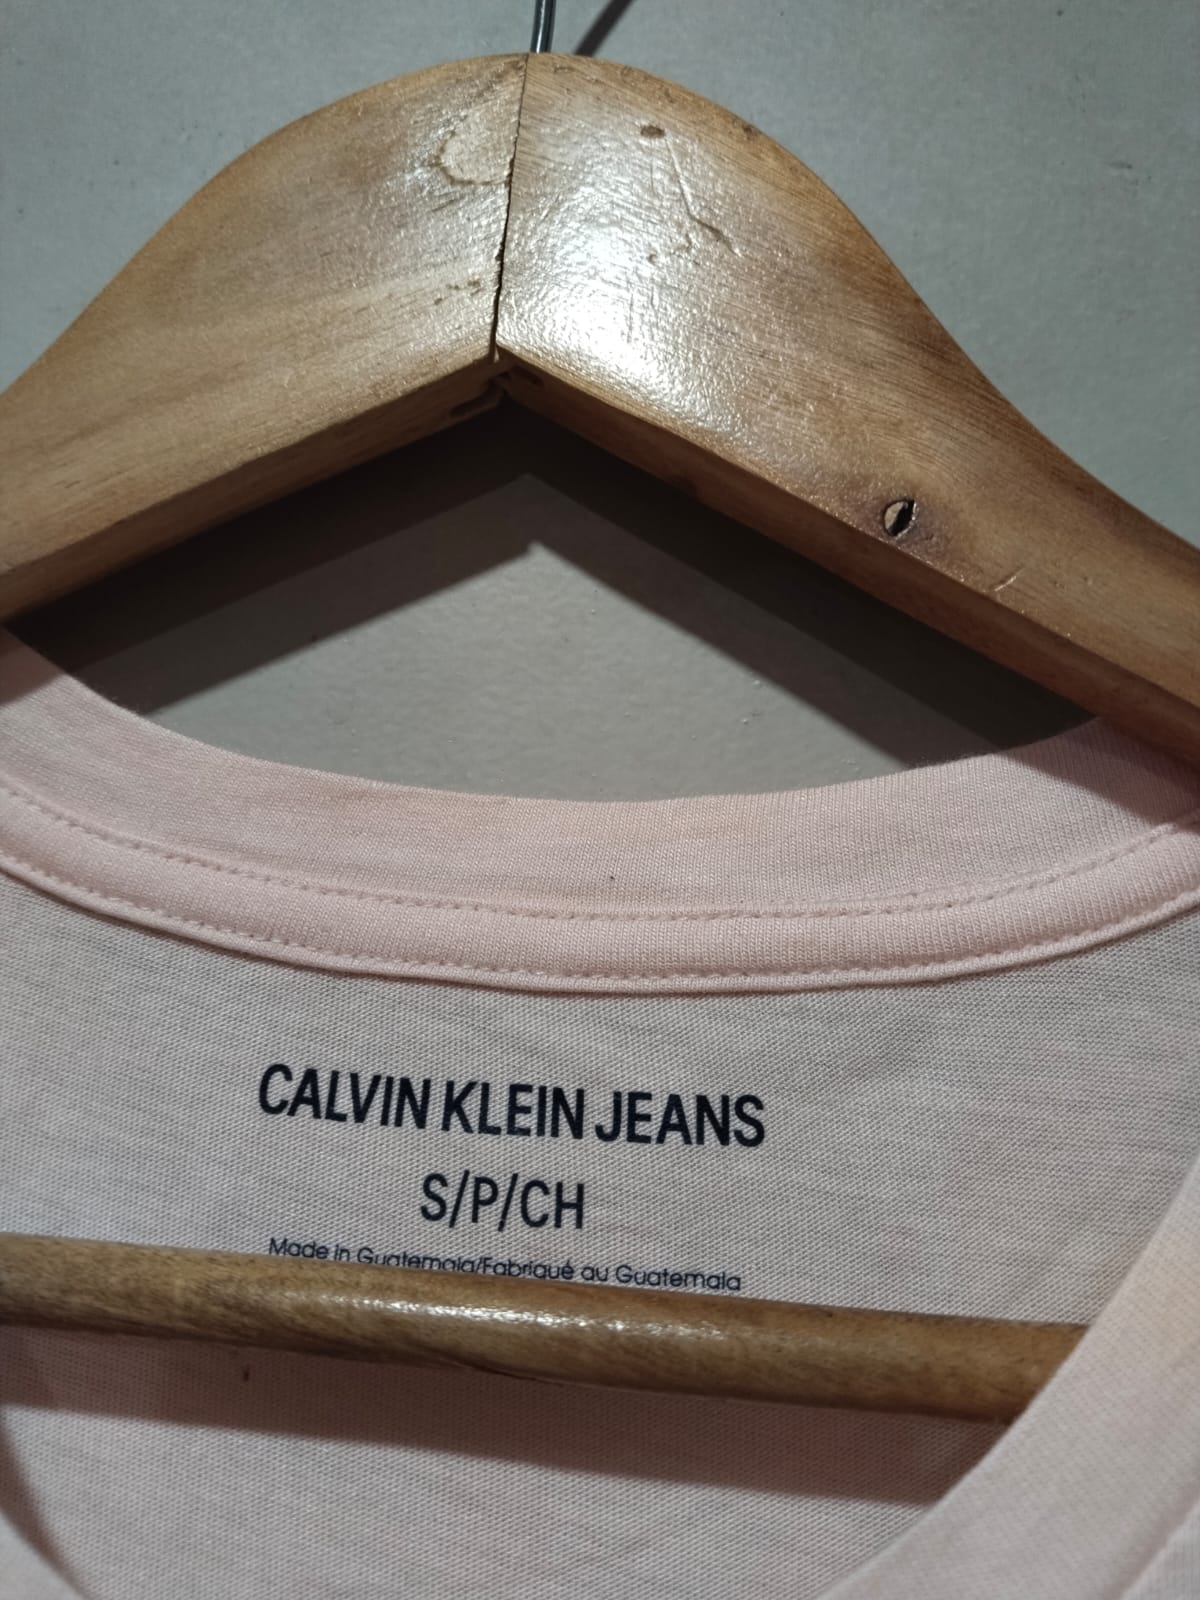 CALVIN KLEIN JEANS
S/P/CH
Made in Guatemala/Fabriqué au Guatemala